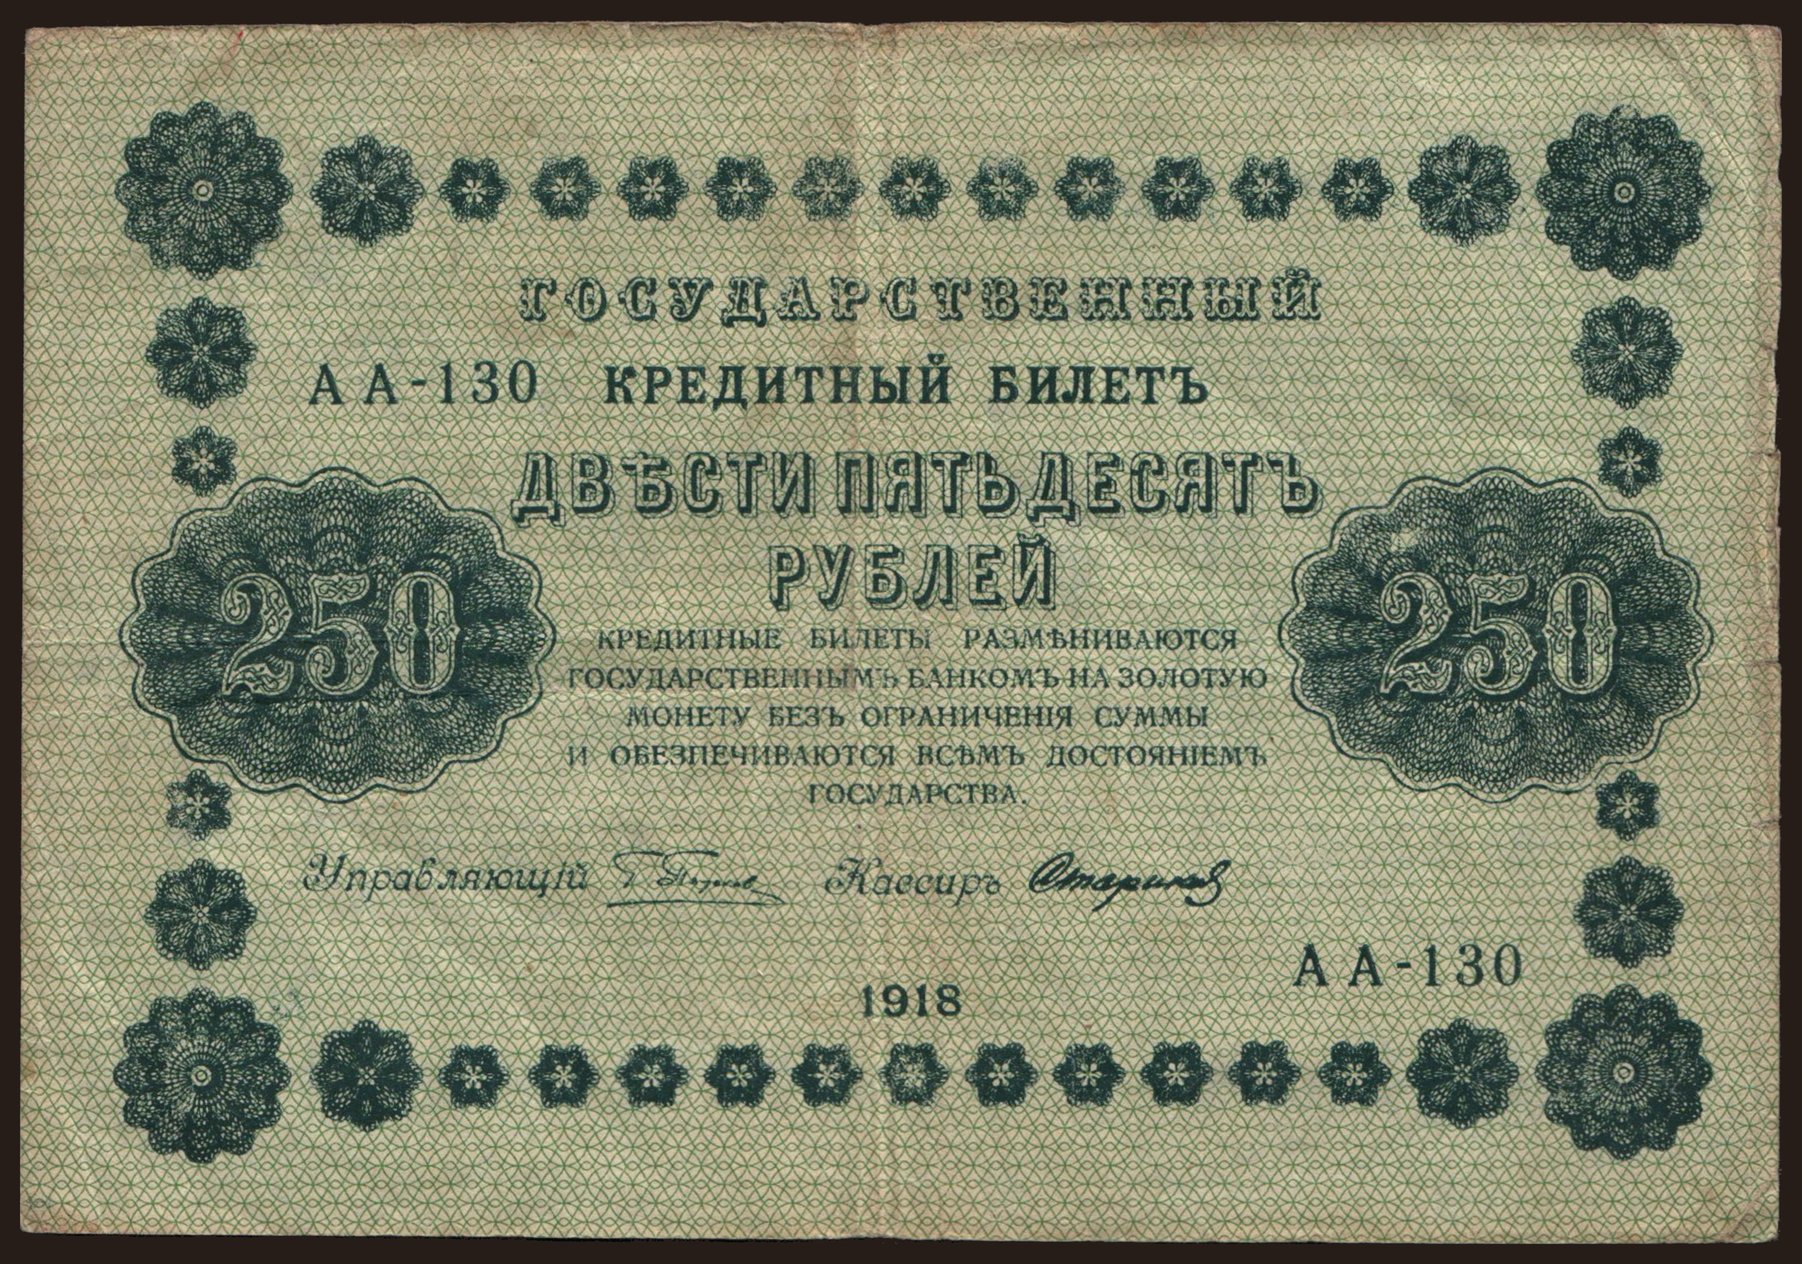 ГОСУДАРСТВЕННЫЙ
АА-130 КРЕДИТНЫЙ БИЛЕТЪ
ДВѢСТИ ПЯТЬДЕСЯТЪ
РУБЛЕЙ
250
250
КРЕДИТНЫЕ БИЛЕТЫ РАЗМѢНИВАЮТСЯ
ГОСУДАРСТВЕННЫМЪ БАНКОМЪ НА ЗОЛОТУЮ
МОНЕТУ БЕЗЪ ОГРАНИЧЕНІЯ СУММЫ
И ОБЕЗПЕЧИВАЮТСЯ ВСѢМЪ ДОСТОЯНІЕМЪ
ГОСУДАРСТВА.
Управляющій Кассиръ Стариков
АА-130
1918